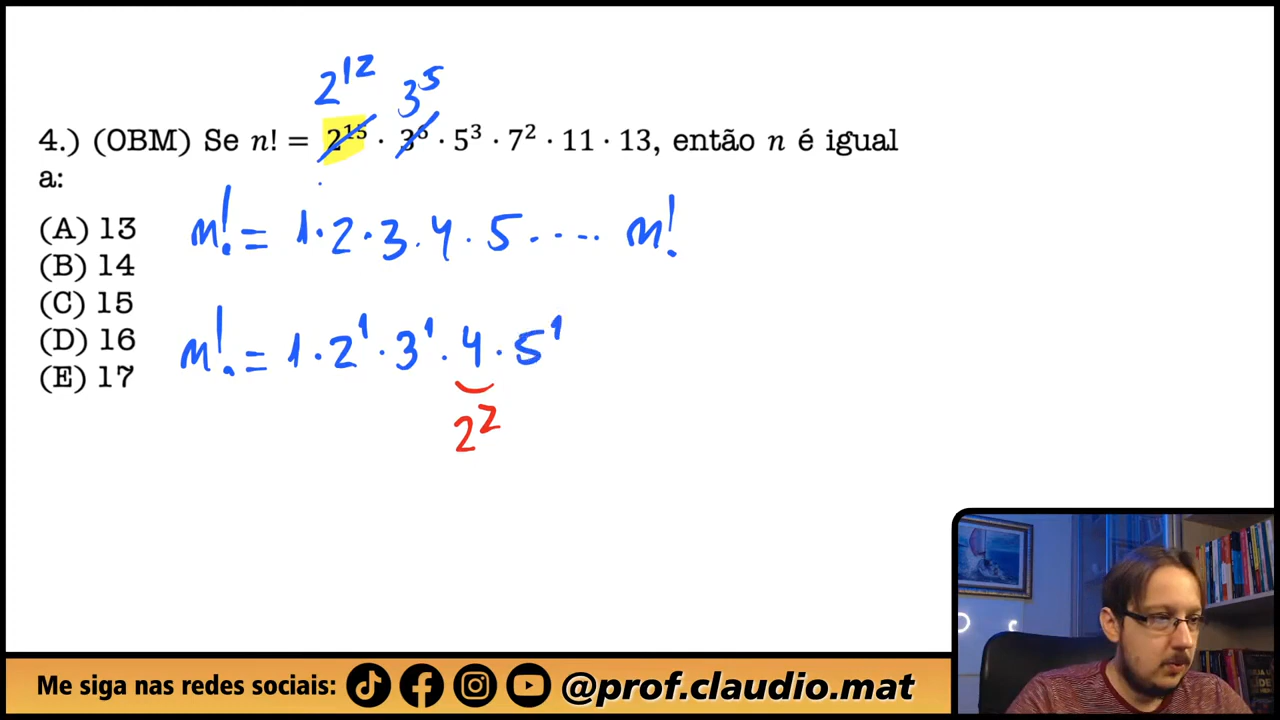 2¹² 3⁵
4.) (OBM) Se n! = 2¹⁵ · 3⁶ · 5³ · 7² · 11 · 13, então n é igual
a:
(A) 13
(B) 14
(C) 15
(D) 16
(E) 17
n! = 1 · 2 · 3 . 4 . 5 . ... n!
n! = 1 · 2¹ · 3¹ . 4 . 5¹
2²
Me siga nas redes sociais: @prof.claudio.mat